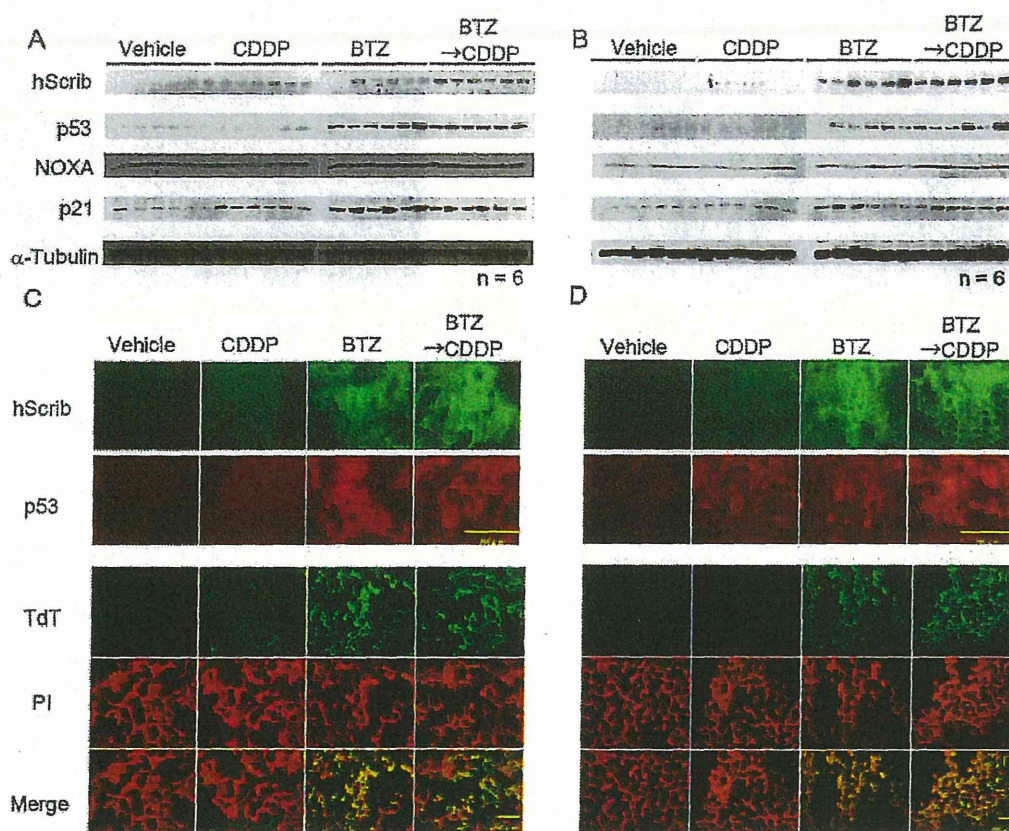 A
Vehicle CDDP BTZ BTZ
→CDDP
hScrib
p53
NOXA
p21
α-Tubulin
n = 6
B
Vehicle CDDP BTZ BTZ
→CDDP
n = 6
C
Vehicle CDDP BTZ BTZ
→CDDP
hScrib
p53
TdT
PI
Merge
D
Vehicle CDDP BTZ BTZ
→CDDP